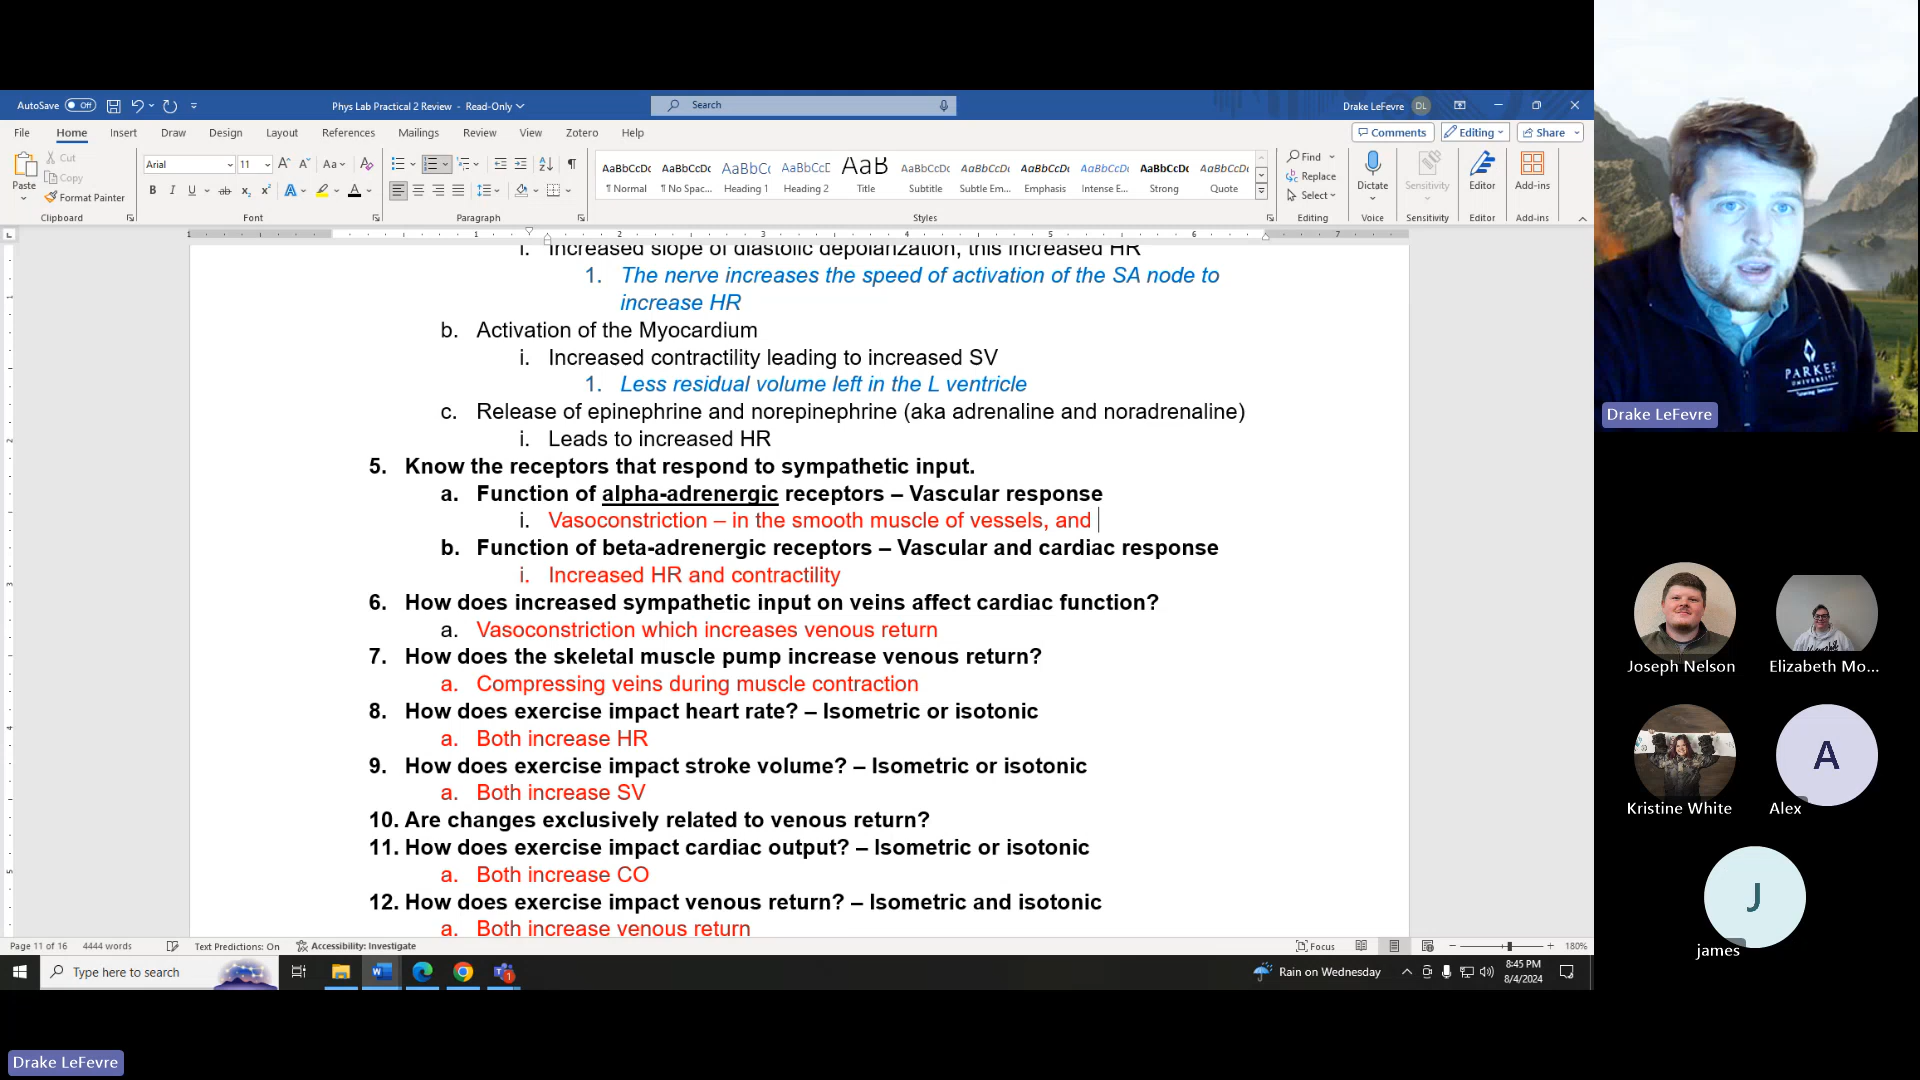 AutoSave Off Phys Lab Practical 2 Review - Read-Only Search Drake LeFevre DL
File Home Insert Draw Design Layout References Mailings Review View Zotero Help Comments Editing Share
Paste Cut Copy Format Painter
Arial 11
AaBbCcDc AaBbCcDc AaBbC( AaBbCcD AaB AaBbCcDc AaBbCcDc AaBbCcDc AaBbCcDc AaBbCcDc AaBbCcDc
¶ Normal ¶ No Spac... Heading 1 Heading 2 Title Subtitle Subtle Em... Emphasis Intense E... Strong Quote
Find Replace Select Dictate Sensitivity Editor Add-ins
Clipboard Font Paragraph Styles Editing Voice Sensitivity Editor Add-ins
i. Increased slope of diastolic depolarization, this increased HR
1. The nerve increases the speed of activation of the SA node to
increase HR
b. Activation of the Myocardium
i. Increased contractility leading to increased SV
1. Less residual volume left in the L ventricle
c. Release of epinephrine and norepinephrine (aka adrenaline and noradrenaline)
i. Leads to increased HR
5. Know the receptors that respond to sympathetic input.
a. Function of alpha-adrenergic receptors – Vascular response
i. Vasoconstriction – in the smooth muscle of vessels, and
b. Function of beta-adrenergic receptors – Vascular and cardiac response
i. Increased HR and contractility
6. How does increased sympathetic input on veins affect cardiac function?
a. Vasoconstriction which increases venous return
7. How does the skeletal muscle pump increase venous return?
a. Compressing veins during muscle contraction
8. How does exercise impact heart rate? – Isometric or isotonic
a. Both increase HR
9. How does exercise impact stroke volume? – Isometric or isotonic
a. Both increase SV
10. Are changes exclusively related to venous return?
11. How does exercise impact cardiac output? – Isometric or isotonic
a. Both increase CO
12. How does exercise impact venous return? – Isometric and isotonic
a. Both increase venous return
Page 11 of 16 4444 words Text Predictions: On Accessibility: Investigate Focus 180%
Type here to search Rain on Wednesday 8:45 PM
8/4/2024
PARKER
UNIVERSITY
Drake LeFevre
Joseph Nelson Elizabeth Mo...
A
Kristine White Alex
J
james
Drake LeFevre